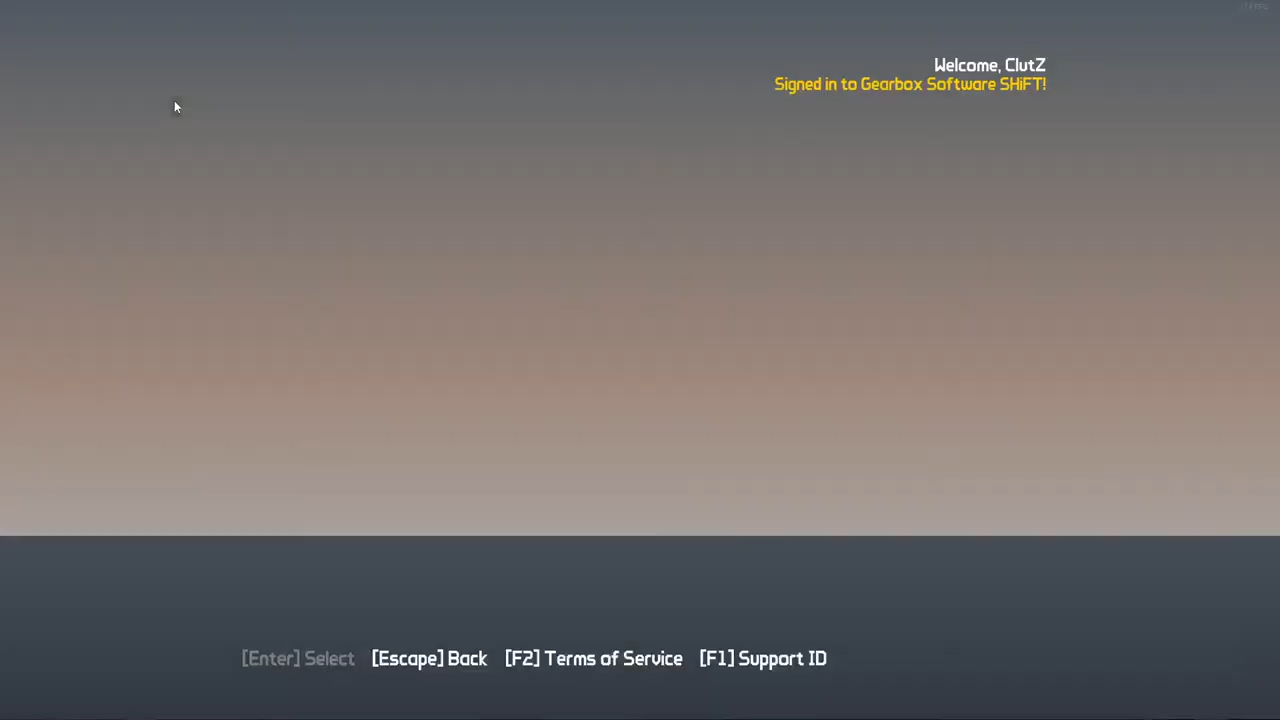 Welcome, ClutZ
Signed in to Gearbox Software SHiFT!
[Enter] Select [Escape] Back [F2] Terms of Service [F1] Support ID